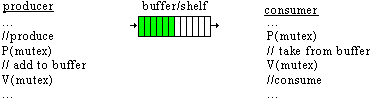 producer
buffer/shelf
consumer
...
//produce
P(mutex)
// add to buffer
V(mutex)
...
...
P(mutex)
// take from buffer
V(mutex)
//consume
...